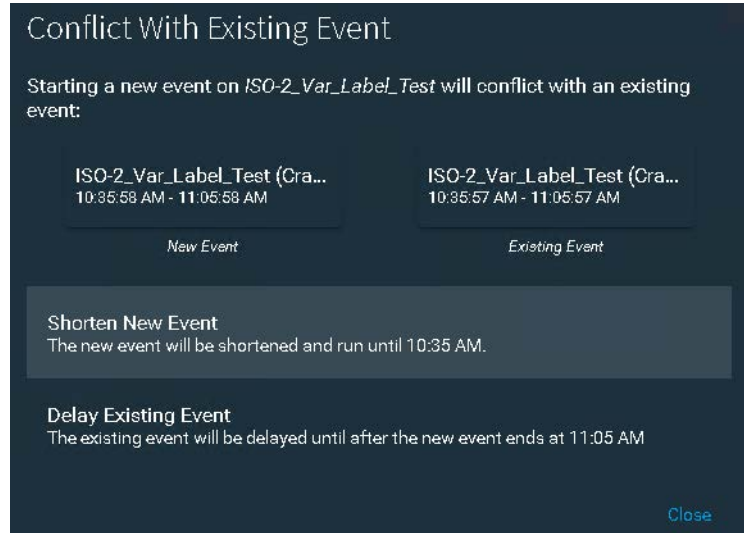 Conflict With Existing Event
Starting a new event on ISO-2_Var_Label_Test will conflict with an existing
event:
ISO-2_Var_Label_Test (Cra...
10:35:58 AM - 11:05:58 AM
New Event
ISO-2_Var_Label_Test (Cra...
10:35:57 AM - 11:05:57 AM
Existing Event
Shorten New Event
The new event will be shortened and run until 10:35 AM.
Delay Existing Event
The existing event will be delayed until after the new event ends at 11:05 AM
Close